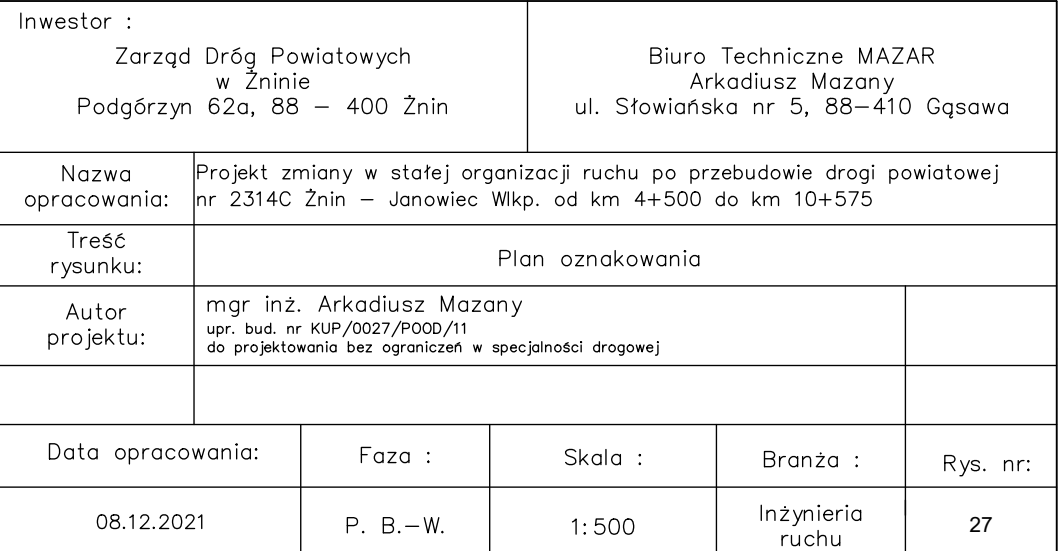 Inwestor :
Zarząd Dróg Powiatowych
w Żninie
Podgórzyn 62a, 88 – 400 Żnin
Biuro Techniczne MAZAR
Arkadiusz Mazany
ul. Słowiańska nr 5, 88–410 Gąsawa
Nazwa
opracowania:
Projekt zmiany w stałej organizacji ruchu po przebudowie drogi powiatowej
nr 2314C Żnin – Janowiec Wlkp. od km 4+500 do km 10+575
Treść
rysunku:
Plan oznakowania
Autor
projektu:
mgr inż. Arkadiusz Mazany
upr. bud. nr KUP/0027/POOD/11
do projektowania bez ograniczeń w specjalności drogowej
Data opracowania:
Faza :
Skala :
Branża :
Rys. nr:
08.12.2021
P. B.–W.
1:500
Inżynieria
ruchu
27